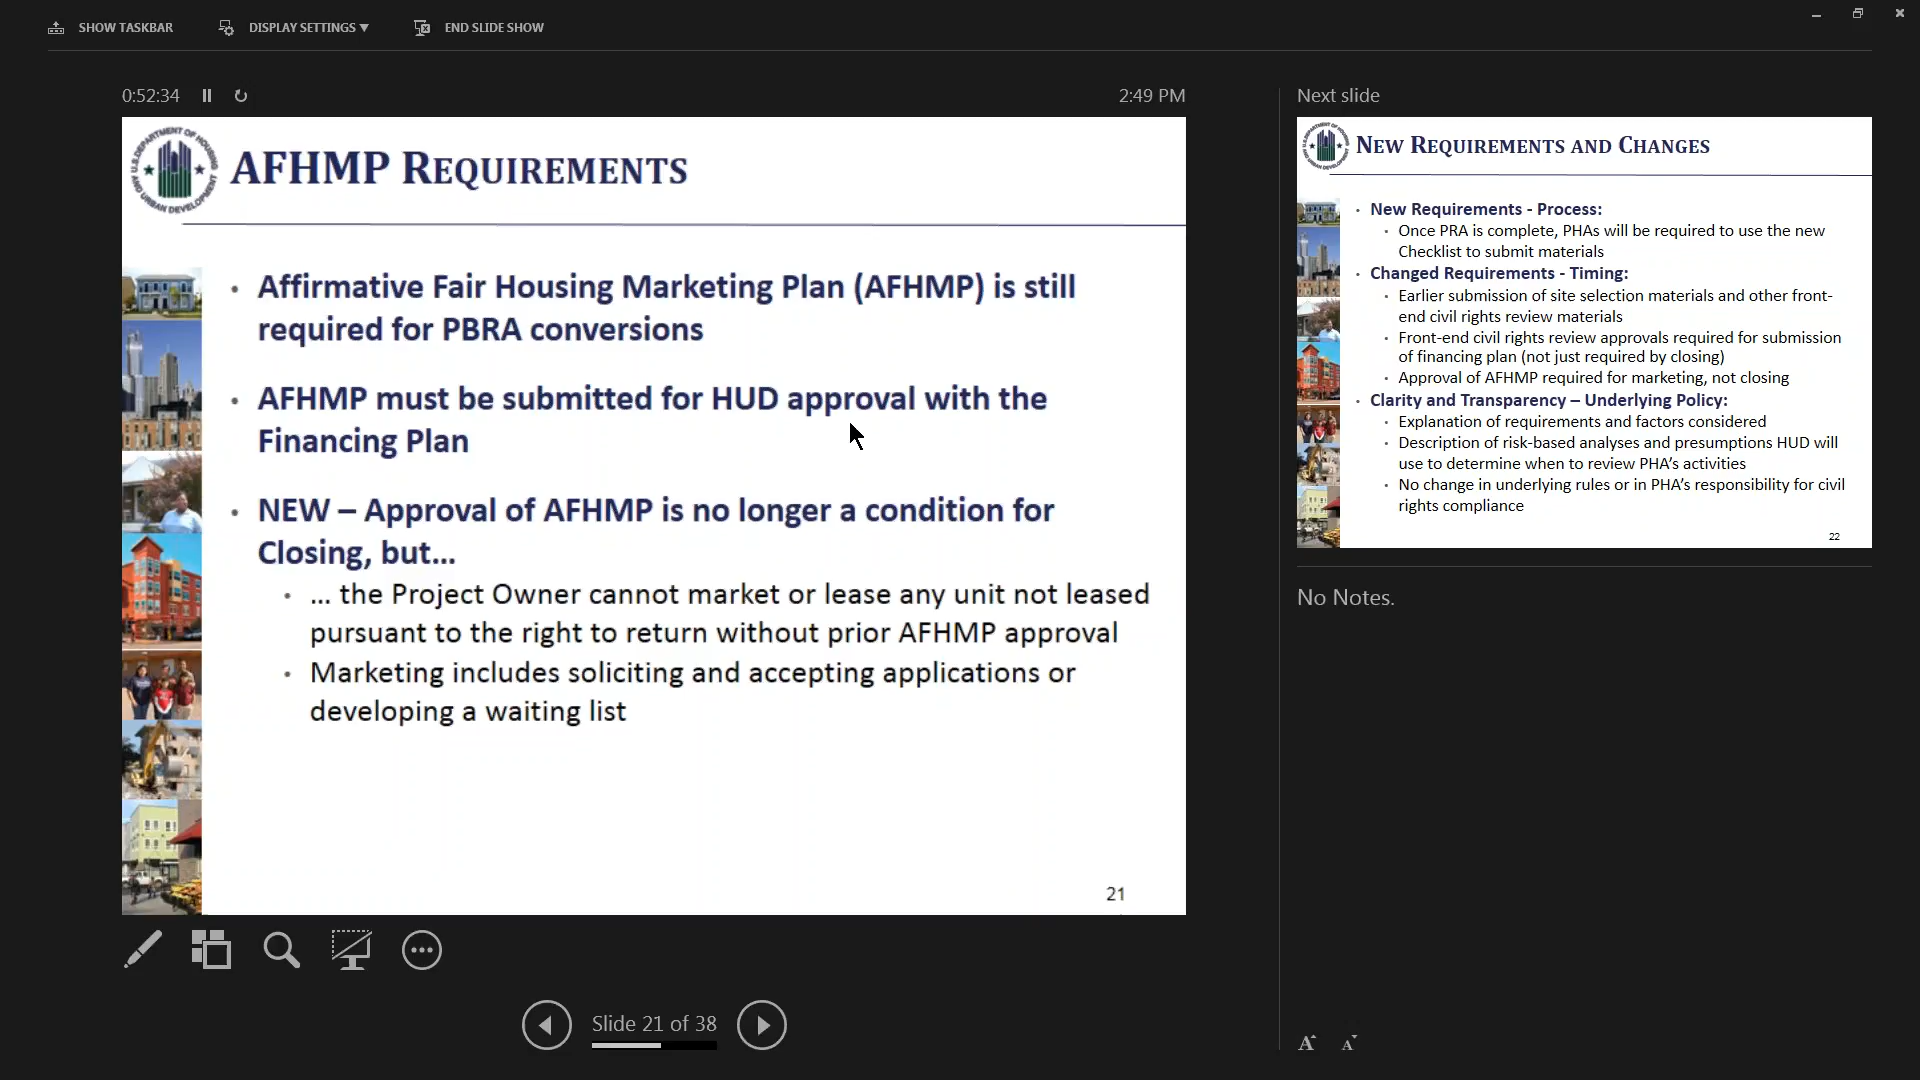 SHOW TASKBAR
DISPLAY SETTINGS ▼
END SLIDE SHOW
0:52:34
2:49 PM
U.S. DEPARTMENT OF HOUSING
AND URBAN DEVELOPMENT
AFHMP REQUIREMENTS
• Affirmative Fair Housing Marketing Plan (AFHMP) is still
required for PBRA conversions
• AFHMP must be submitted for HUD approval with the
Financing Plan
• NEW – Approval of AFHMP is no longer a condition for
Closing, but...
• ... the Project Owner cannot market or lease any unit not leased
pursuant to the right to return without prior AFHMP approval
• Marketing includes soliciting and accepting applications or
developing a waiting list
21
Slide 21 of 38
Next slide
NEW REQUIREMENTS AND CHANGES
• New Requirements - Process:
• Once PRA is complete, PHAs will be required to use the new
Checklist to submit materials
• Changed Requirements - Timing:
• Earlier submission of site selection materials and other front-
end civil rights review materials
• Front-end civil rights review approvals required for submission
of financing plan (not just required by closing)
• Approval of AFHMP required for marketing, not closing
• Clarity and Transparency – Underlying Policy:
• Explanation of requirements and factors considered
• Description of risk-based analyses and presumptions HUD will
use to determine when to review PHA's activities
• No change in underlying rules or in PHA's responsibility for civil
rights compliance
22
No Notes.
A A